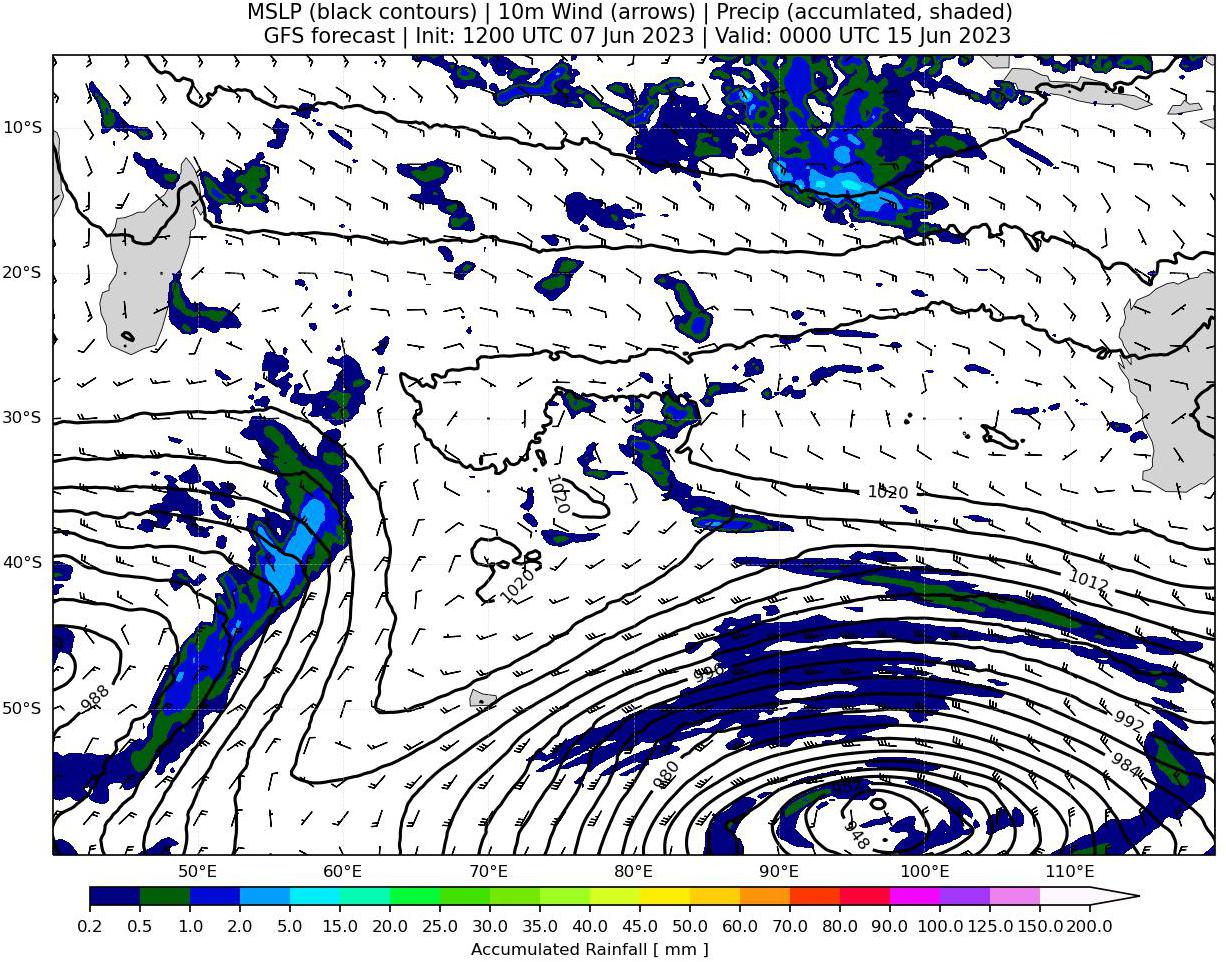 MSLP (black contours) | 10m Wind (arrows) | Precip (accumlated, shaded)
GFS forecast | Init: 1200 UTC 07 Jun 2023 | Valid: 0000 UTC 15 Jun 2023
10°S
20°S
30°S
1020
1020
40°S
1020
1012
996
988
50°S
992
984
980
948
50°E 60°E 70°E 80°E 90°E 100°E 110°E
0.2 0.5 1.0 2.0 5.0 10.0 15.0 20.0 25.0 30.0 35.0 40.0 45.0 50.0 60.0 70.0 80.0 90.0 100.0 125.0 150.0 200.0
Accumulated Rainfall [ mm ]